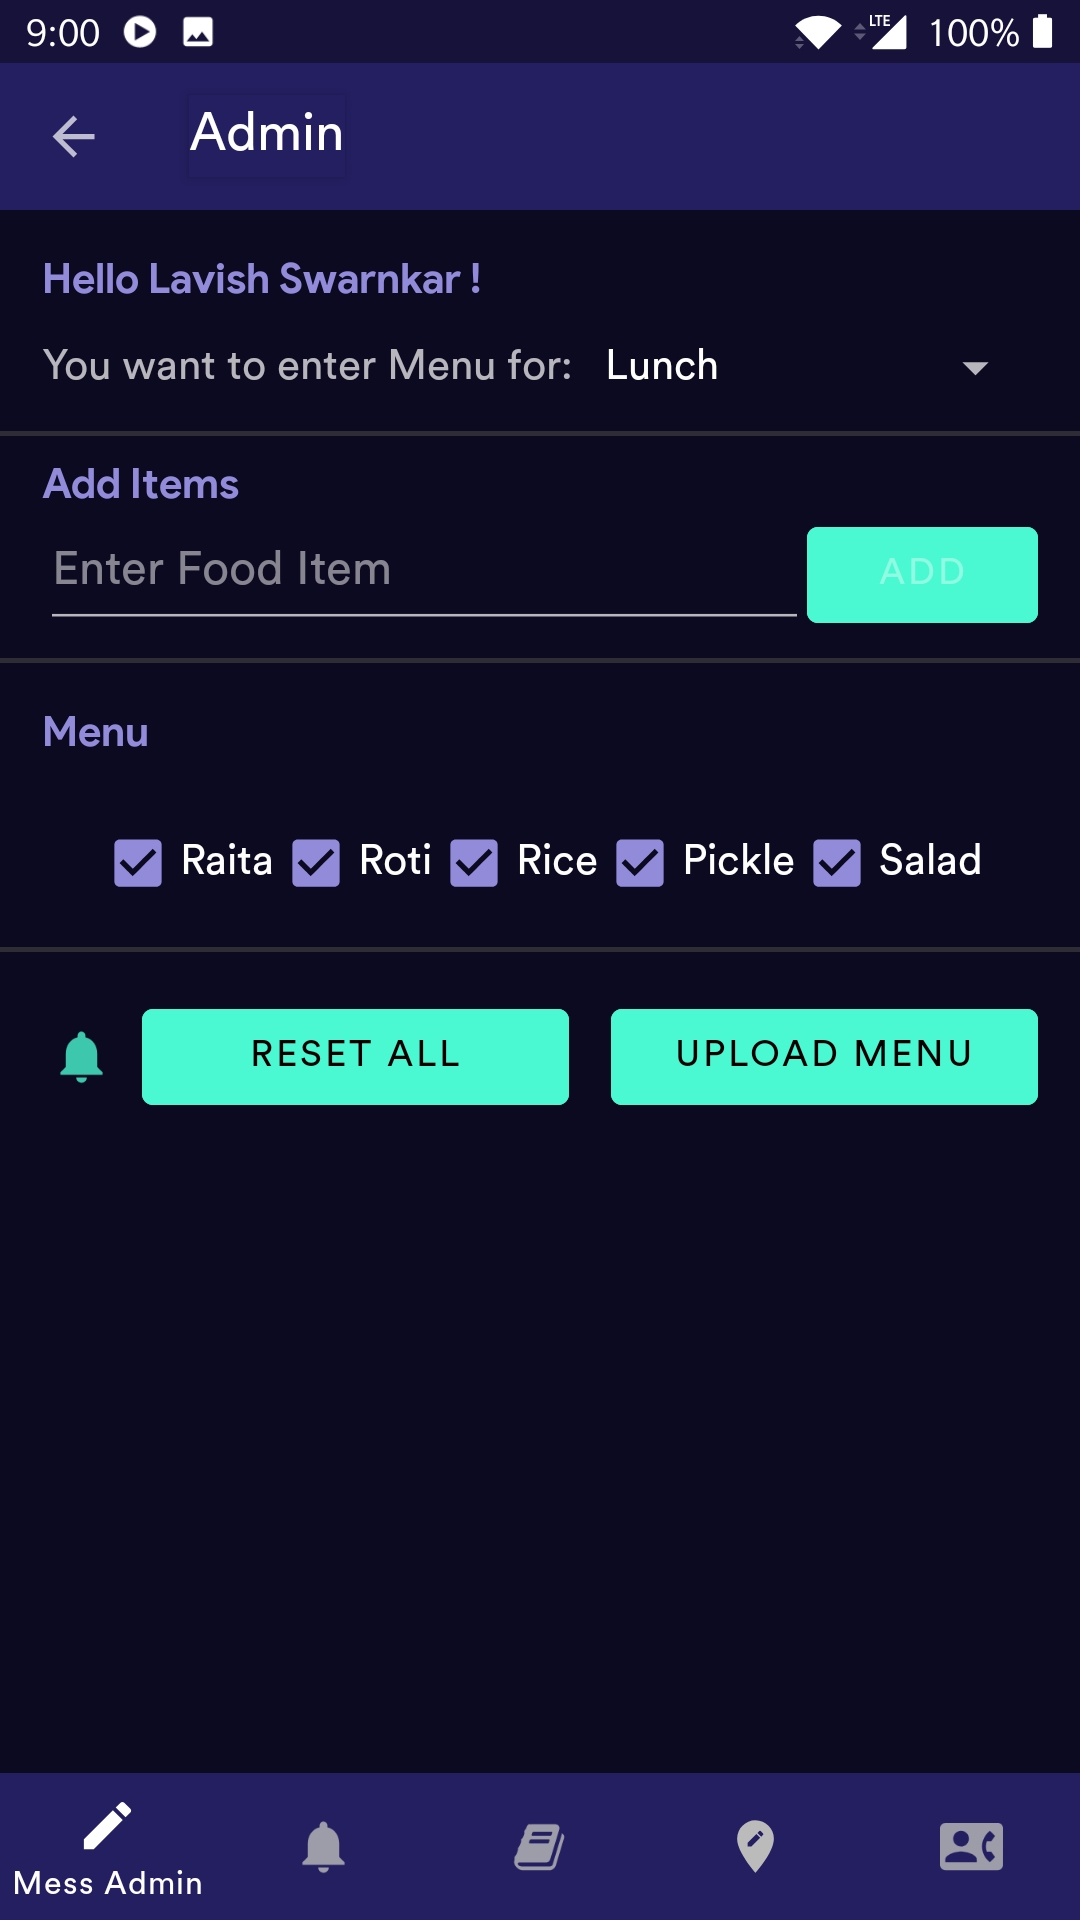 9:00 LTE 100%
Admin
Hello Lavish Swarnkar !
You want to enter Menu for: Lunch
Add Items
Enter Food Item ADD
Menu
Raita Roti Rice Pickle Salad
RESET ALL UPLOAD MENU
Mess Admin